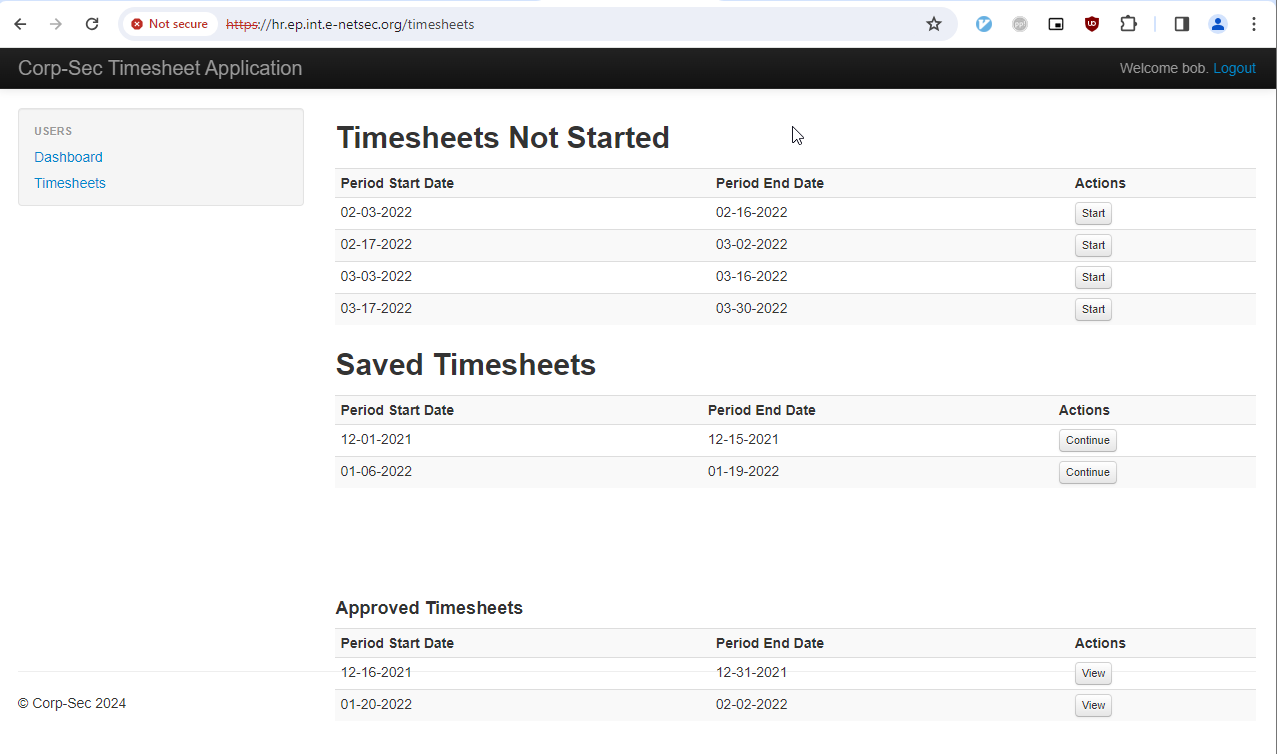 Not secure https://hr.ep.int.e-netsec.org/timesheets
Corp-Sec Timesheet Application
Welcome bob. Logout
USERS
Dashboard
Timesheets
Timesheets Not Started
Period Start Date Period End Date Actions
02-03-2022 02-16-2022 Start
02-17-2022 03-02-2022 Start
03-03-2022 03-16-2022 Start
03-17-2022 03-30-2022 Start
Saved Timesheets
Period Start Date Period End Date Actions
12-01-2021 12-15-2021 Continue
01-06-2022 01-19-2022 Continue
Approved Timesheets
Period Start Date Period End Date Actions
12-16-2021 12-31-2021 View
01-20-2022 02-02-2022 View
© Corp-Sec 2024